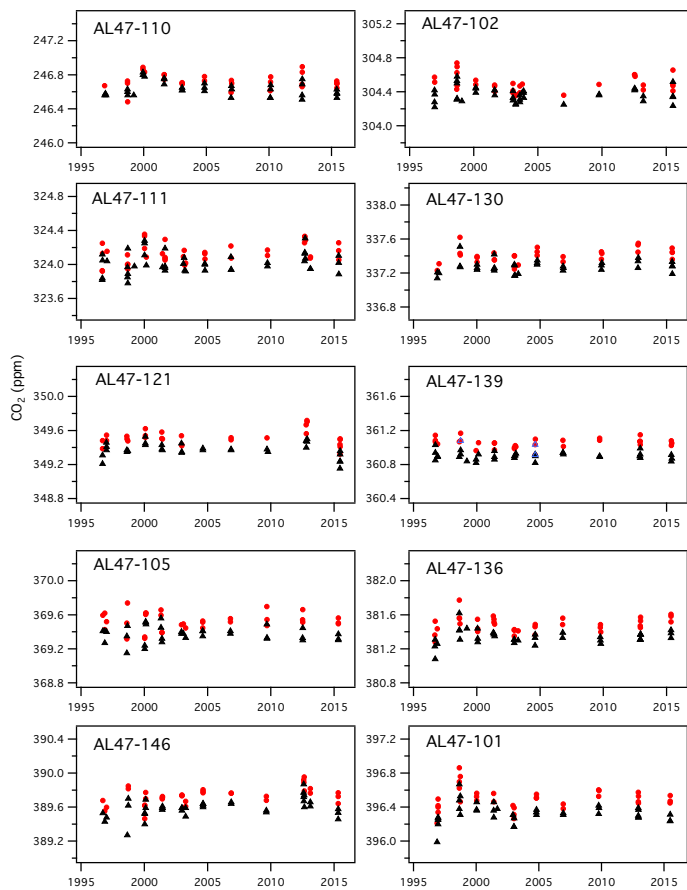 AL47-110
247.2
246.8
246.4
246.0
1995 2000 2005 2010 2015
AL47-102
305.2
304.8
304.4
304.0
1995 2000 2005 2010 2015
AL47-111
324.8
324.4
324.0
323.6
1995 2000 2005 2010 2015
AL47-130
338.0
337.6
337.2
336.8
1995 2000 2005 2010 2015
CO2 (ppm)
AL47-121
350.0
349.6
349.2
348.8
1995 2000 2005 2010 2015
AL47-139
361.6
361.2
360.8
360.4
1995 2000 2005 2010 2015
AL47-105
370.0
369.6
369.2
368.8
1995 2000 2005 2010 2015
AL47-136
382.0
381.6
381.2
380.8
1995 2000 2005 2010 2015
AL47-146
390.4
390.0
389.6
389.2
1995 2000 2005 2010 2015
AL47-101
397.2
396.8
396.4
396.0
1995 2000 2005 2010 2015